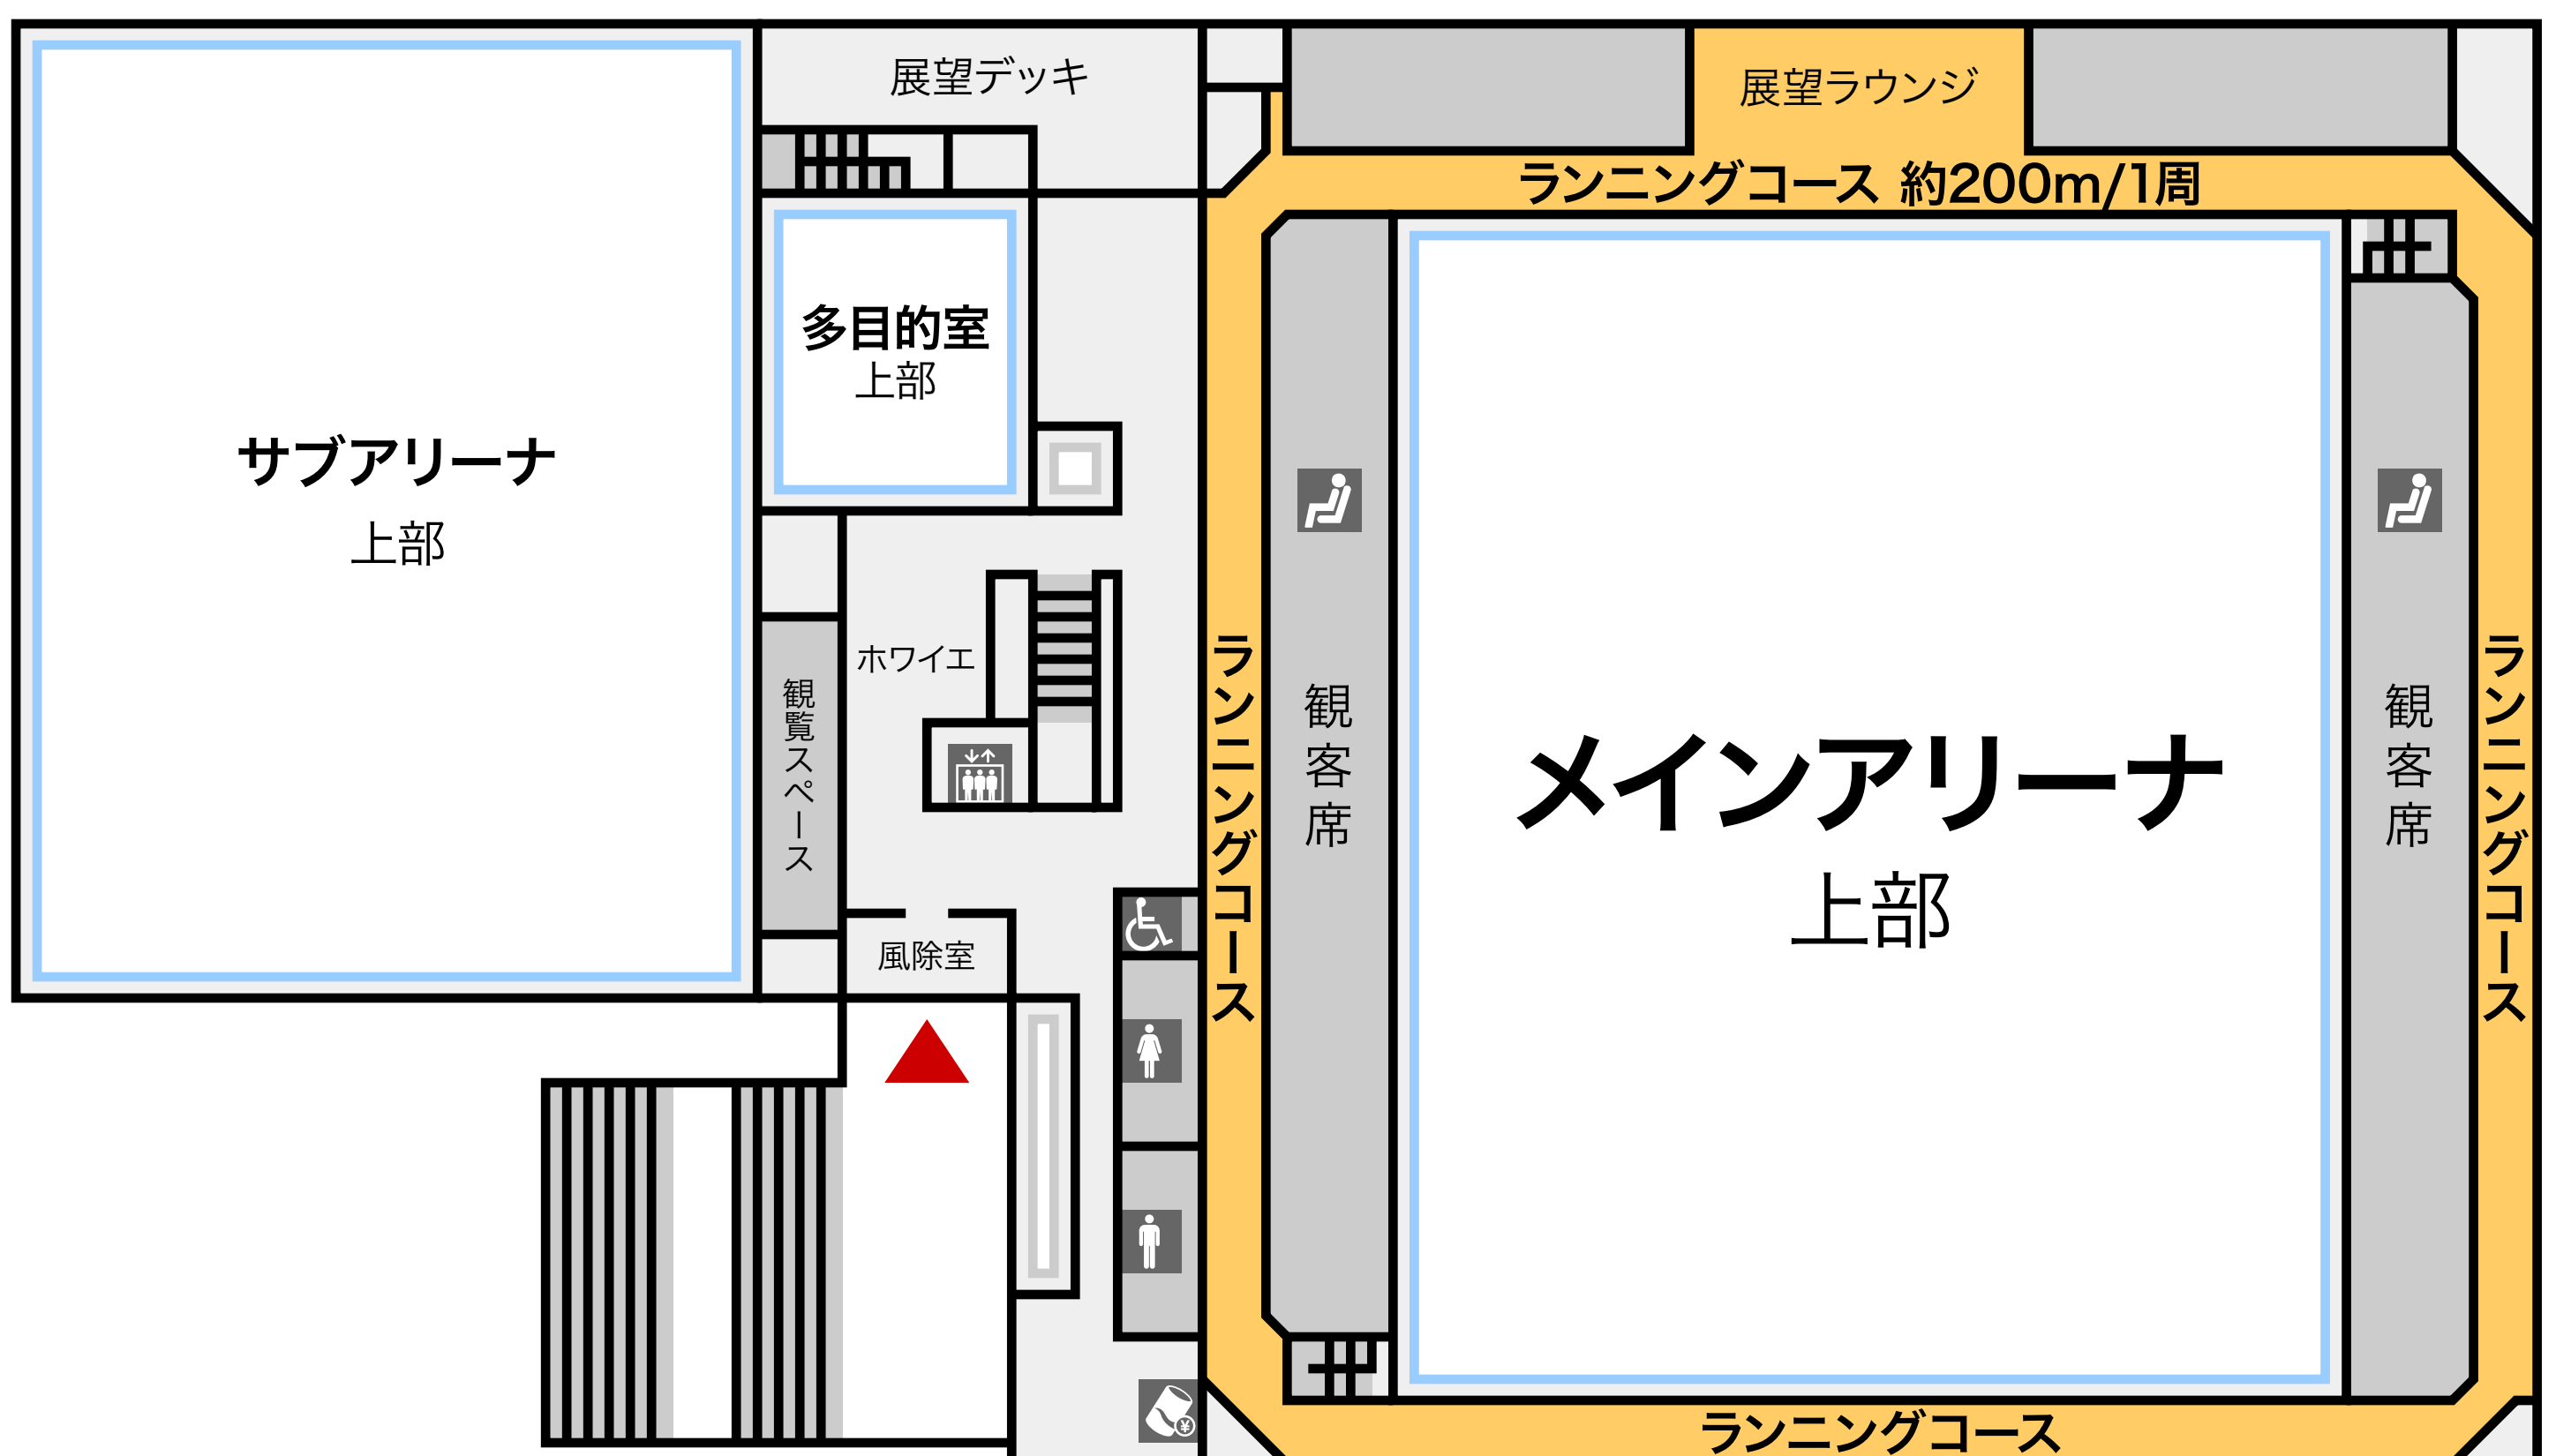 展望デッキ
展望ラウンジ
ランニングコース 約200m/1周
多目的室
上部
サブアリーナ
上部
ホワイエ
観覧スペース
風除室
ランニングコース
観客席
メインアリーナ
上部
観客席
ランニングコース
¥
ランニングコース